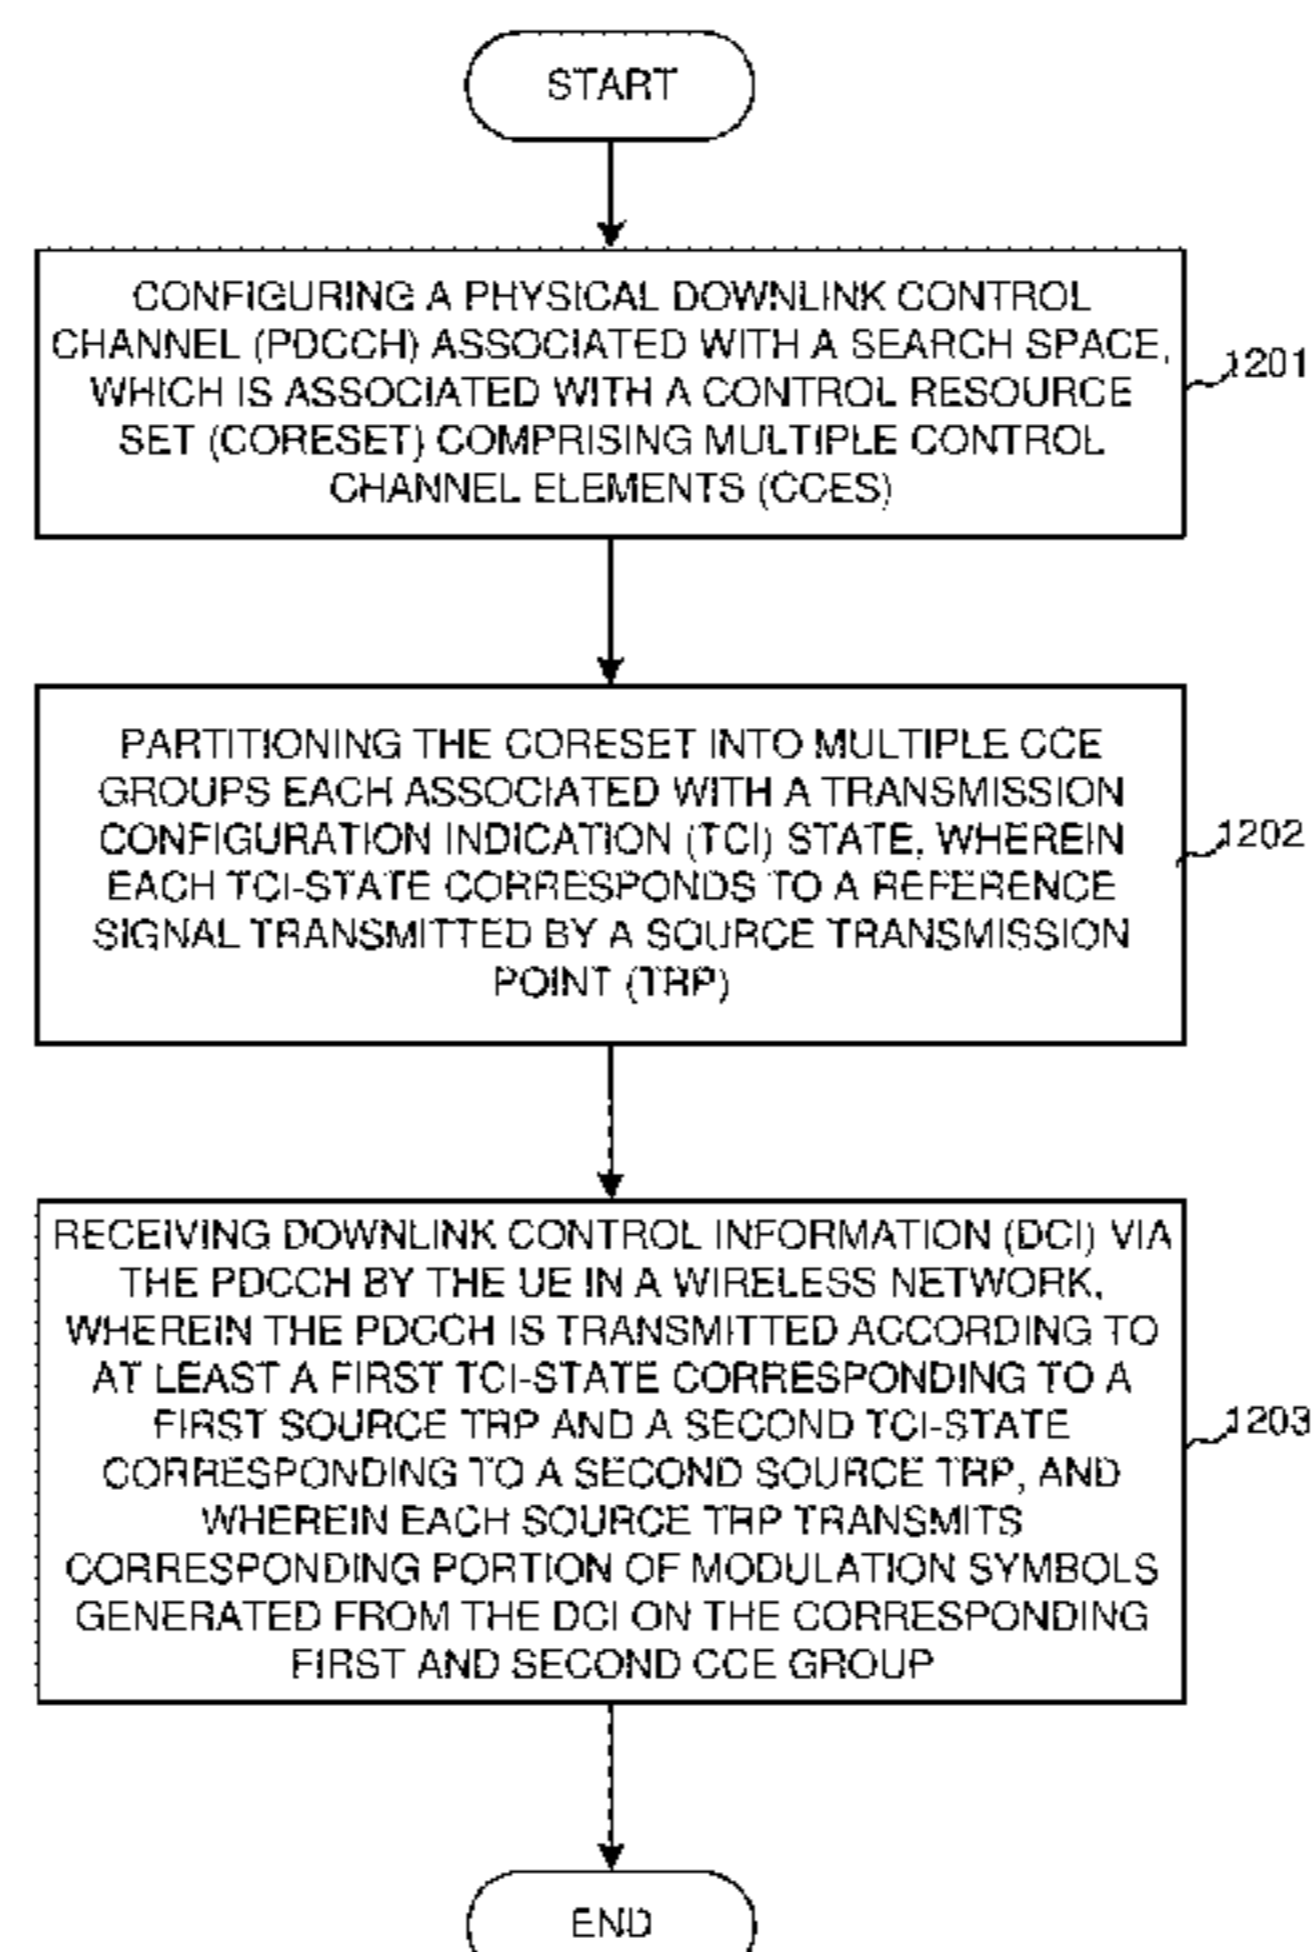 START
CONFIGURING A PHYSICAL DOWNLINK CONTROL
CHANNEL (PDCCH) ASSOCIATED WITH A SEARCH SPACE,
WHICH IS ASSOCIATED WITH A CONTROL RESOURCE
SET (CORESET) COMPRISING MULTIPLE CONTROL
CHANNEL ELEMENTS (CCES)
1201
PARTITIONING THE CORESET INTO MULTIPLE CCE
GROUPS EACH ASSOCIATED WITH A TRANSMISSION
CONFIGURATION INDICATION (TCI) STATE, WHEREIN
EACH TCI-STATE CORRESPONDS TO A REFERENCE
SIGNAL TRANSMITTED BY A SOURCE TRANSMISSION
POINT (TRP)
1202
RECEIVING DOWNLINK CONTROL INFORMATION (DCI) VIA
THE PDCCH BY THE UE IN A WIRELESS NETWORK,
WHEREIN THE PDCCH IS TRANSMITTED ACCORDING TO
AT LEAST A FIRST TCI-STATE CORRESPONDING TO A
FIRST SOURCE TRP AND A SECOND TCI-STATE
CORRESPONDING TO A SECOND SOURCE TRP, AND
WHEREIN EACH SOURCE TRP TRANSMITS
CORRESPONDING PORTION OF MODULATION SYMBOLS
GENERATED FROM THE DCI ON THE CORRESPONDING
FIRST AND SECOND CCE GROUP
1203
END